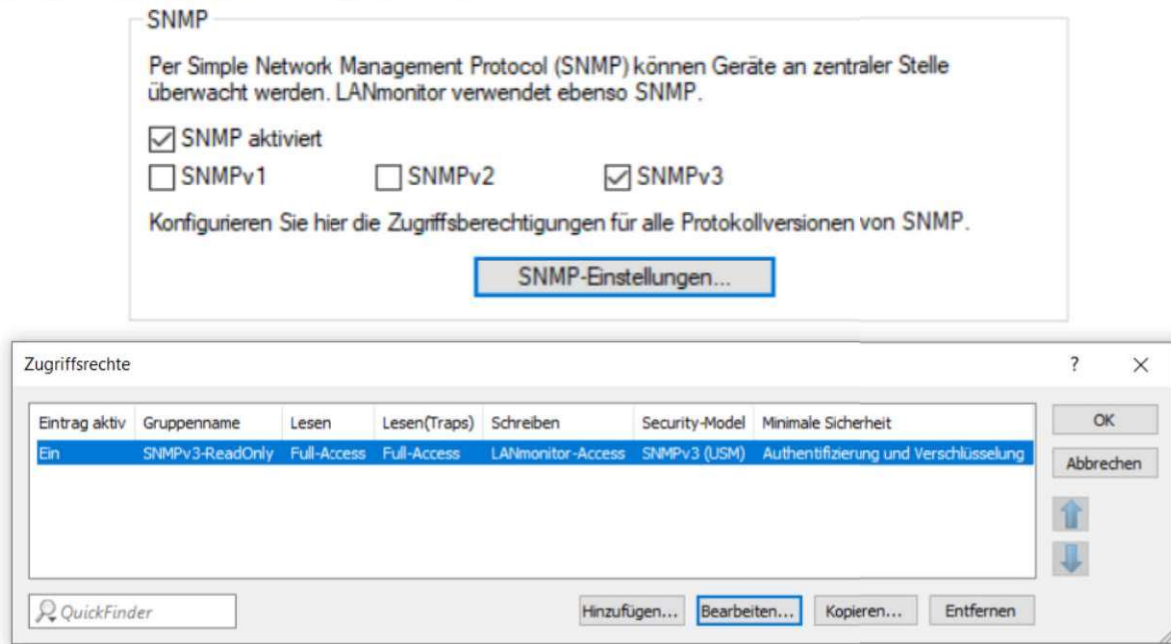 SNMP
Per Simple Network Management Protocol (SNMP) können Geräte an zentraler Stelle
überwacht werden. LANmonitor verwendet ebenso SNMP.
SNMP aktiviert
SNMPv1 SNMPv2 SNMPv3
Konfigurieren Sie hier die Zugriffsberechtigungen für alle Protokollversionen von SNMP.
SNMP-Einstellungen...
Zugriffsrechte ?
Eintrag aktiv Gruppenname Lesen Lesen(Traps) Schreiben Security-Model Minimale Sicherheit
Ein SNMPv3-ReadOnly Full-Access Full-Access LANmonitor-Access SNMPv3 (USM) Authentifizierung und Verschlüsselung
OK
Abbrechen
QuickFinder
Hinzufügen... Bearbeiten... Kopieren... Entfernen